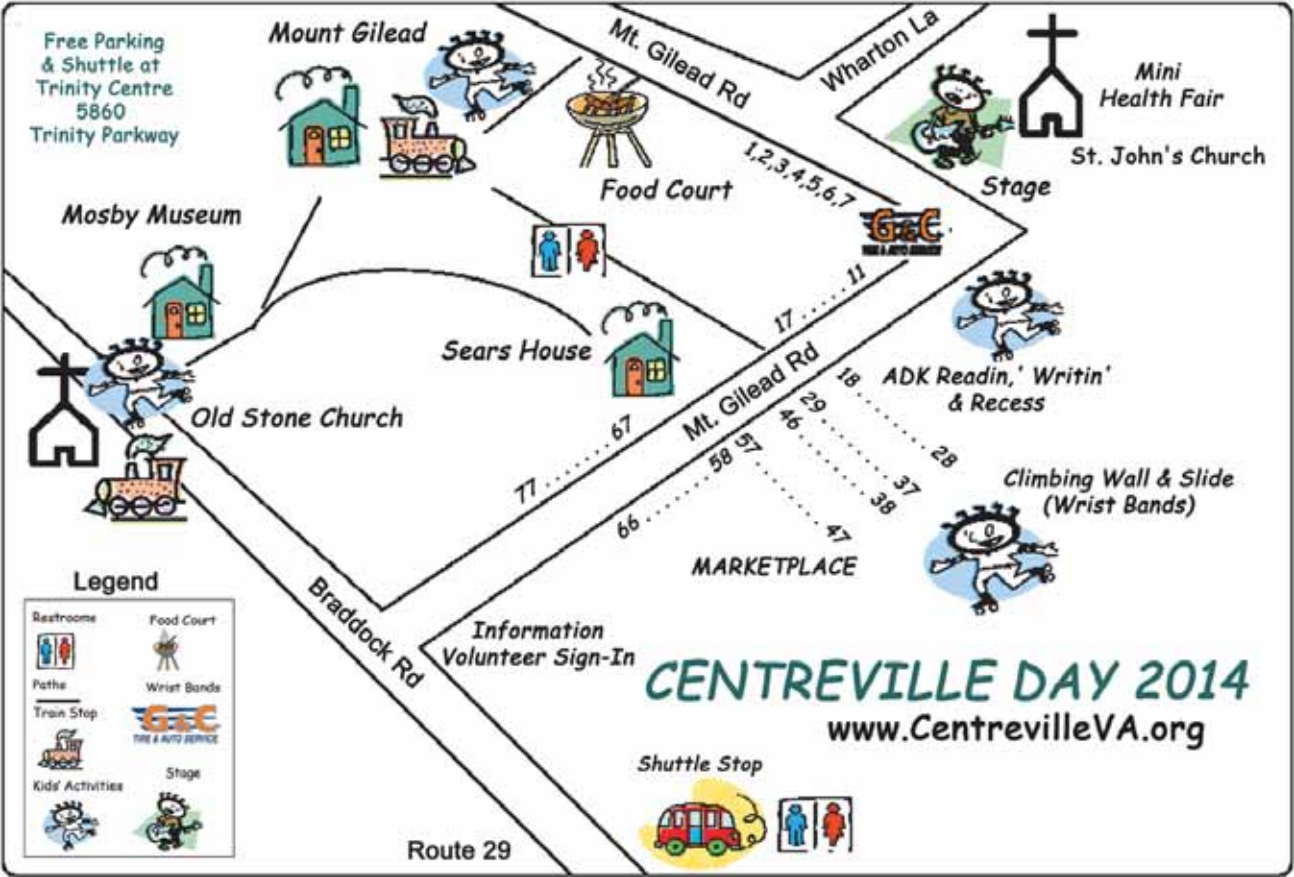 Free Parking
& Shuttle at
Trinity Centre
5860
Trinity Parkway
Mount Gilead
Mt. Gilead Rd
Wharton La
Mini
Health Fair
St. John's Church
Stage
Food Court
1,2,3,4,5,6,7
G&C
TIRE & AUTO SERVICE
Mosby Museum
17......11
Sears House
Mt. Gilead Rd
ADK Readin,' Writin'
& Recess
Old Stone Church
77.......67
18.......28
29.......37
46.......38
57.......47
58.......66
Climbing Wall & Slide
(Wrist Bands)
MARKETPLACE
Braddock Rd
Information
Volunteer Sign-In
CENTREVILLE DAY 2014
www.CentrevilleVA.org
Shuttle Stop
Route 29
Legend
Restrooms
Food Court
Paths
Wrist Bands
Train Stop
G&C
TIRE & AUTO SERVICE
Kids' Activities
Stage